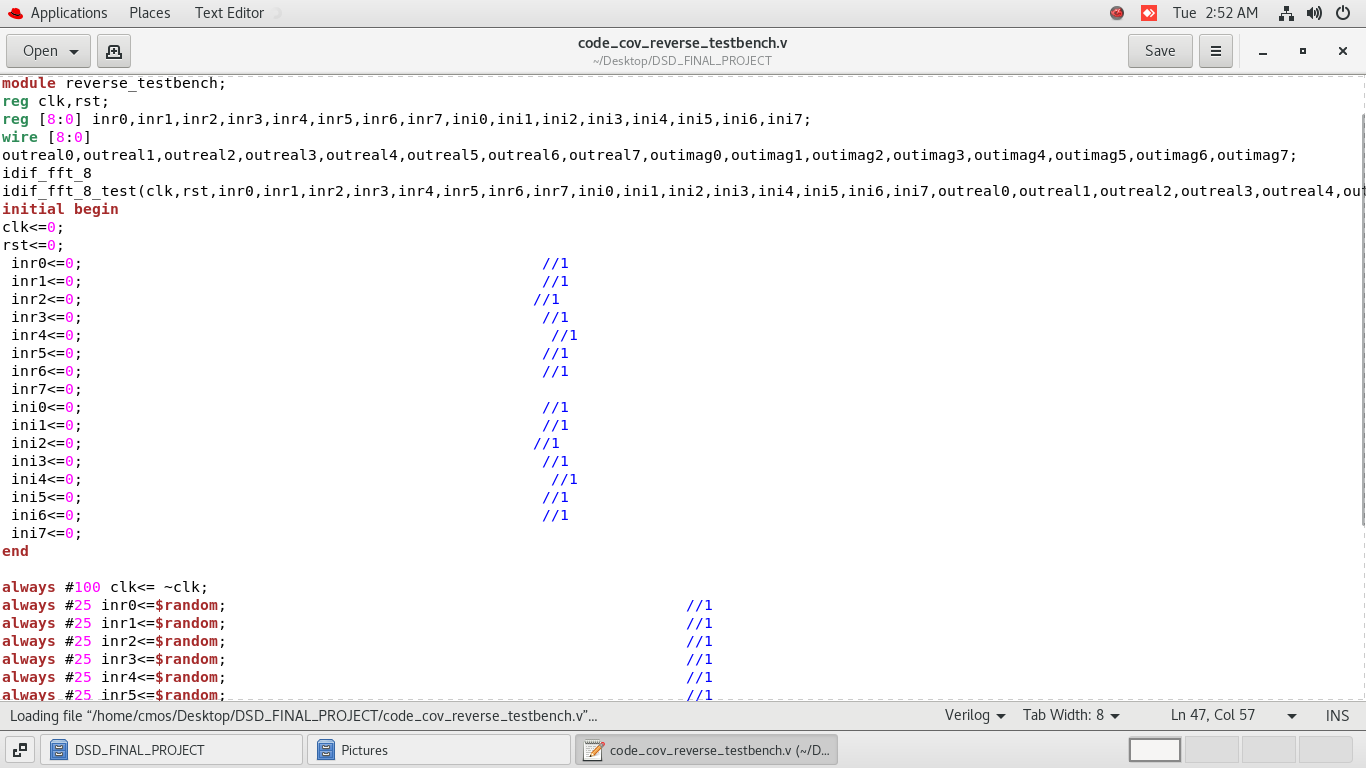 Applications Places Text Editor Tue 2:52 AM
Open code_cov_reverse_testbench.v Save
~/Desktop/DSD_FINAL_PROJECT
module reverse_testbench;
reg clk,rst;
reg [8:0] inr0,inr1,inr2,inr3,inr4,inr5,inr6,inr7,ini0,ini1,ini2,ini3,ini4,ini5,ini6,ini7;
wire [8:0]
outreal0,outreal1,outreal2,outreal3,outreal4,outreal5,outreal6,outreal7,outimag0,outimag1,outimag2,outimag3,outimag4,outimag5,outimag6,outimag7;
idif_fft_8
idif_fft_8_test(clk,rst,inr0,inr1,inr2,inr3,inr4,inr5,inr6,inr7,ini0,ini1,ini2,ini3,ini4,ini5,ini6,ini7,outreal0,outreal1,outreal2,outreal3,outreal4,out
initial begin
clk<=0;
rst<=0;
inr0<=0; //1
inr1<=0; //1
inr2<=0; //1
inr3<=0; //1
inr4<=0; //1
inr5<=0; //1
inr6<=0; //1
inr7<=0;
ini0<=0; //1
ini1<=0; //1
ini2<=0; //1
ini3<=0; //1
ini4<=0; //1
ini5<=0; //1
ini6<=0; //1
ini7<=0;
end
always #100 clk<= ~clk;
always #25 inr0<=$random; //1
always #25 inr1<=$random; //1
always #25 inr2<=$random; //1
always #25 inr3<=$random; //1
always #25 inr4<=$random; //1
always #25 inr5<=$random; //1
Loading file “/home/cmos/Desktop/DSD_FINAL_PROJECT/code_cov_reverse_testbench.v”... Verilog Tab Width: 8 Ln 47, Col 57 INS
DSD_FINAL_PROJECT Pictures code_cov_reverse_testbench.v (~/D...